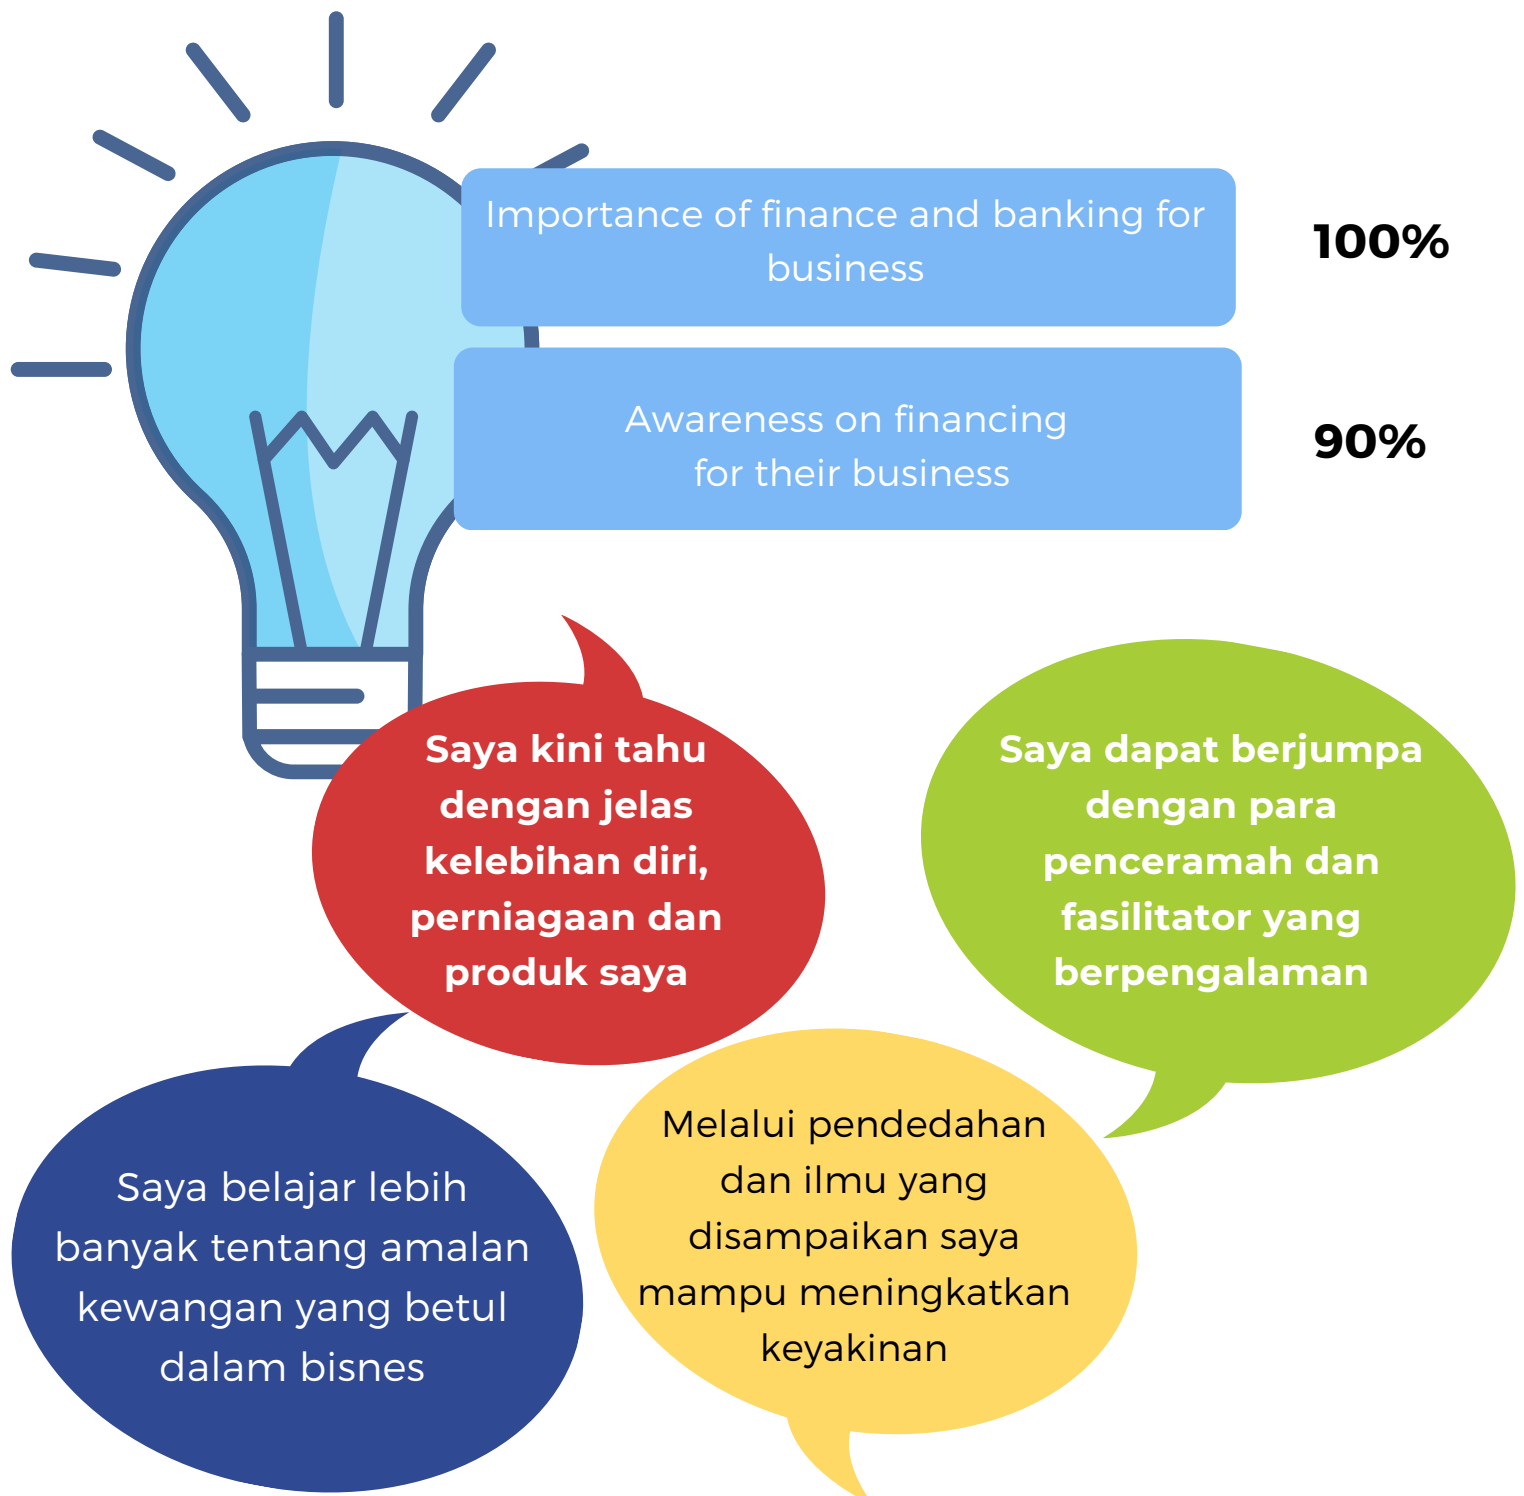 Importance of finance and banking for
business
100%
Awareness on financing
for their business
90%
Saya kini tahu
dengan jelas
kelebihan diri,
perniagaan dan
produk saya
Saya dapat berjumpa
dengan para
penceramah dan
fasilitator yang
berpengalaman
Saya belajar lebih
banyak tentang amalan
kewangan yang betul
dalam bisnes
Melalui pendedahan
dan ilmu yang
disampaikan saya
mampu meningkatkan
keyakinan